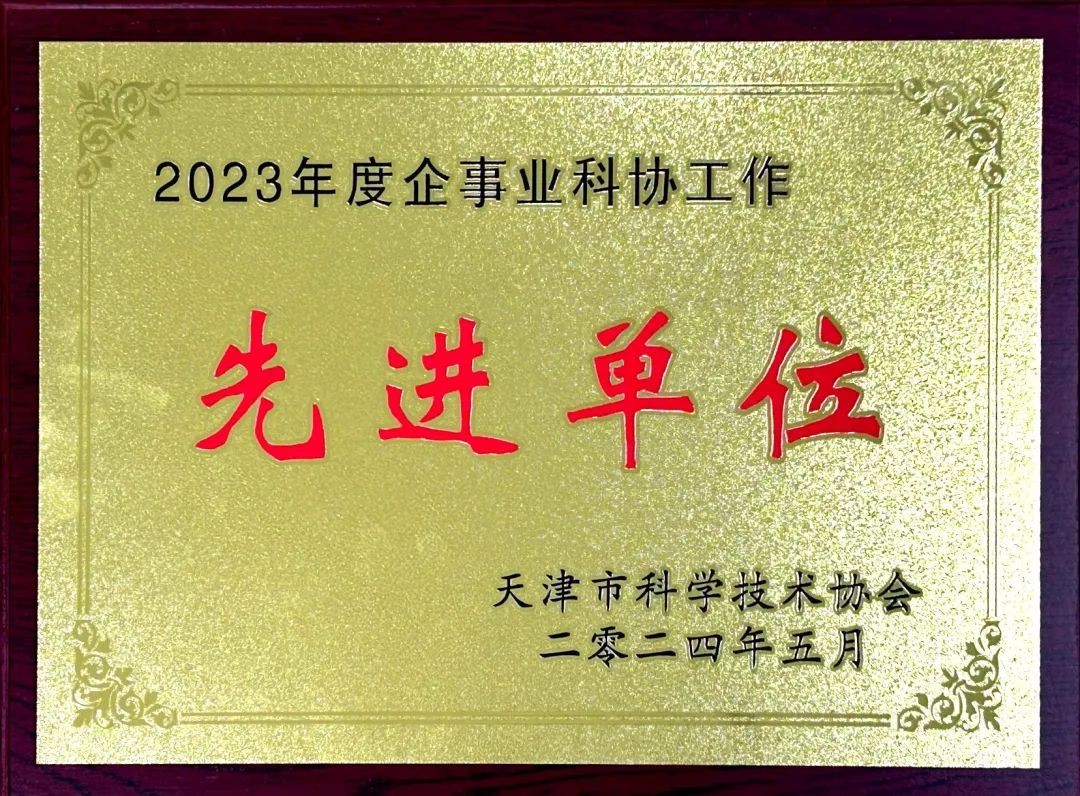 2023年度企事业科协工作
先进单位
天津市科学技术协会
二零二四年五月